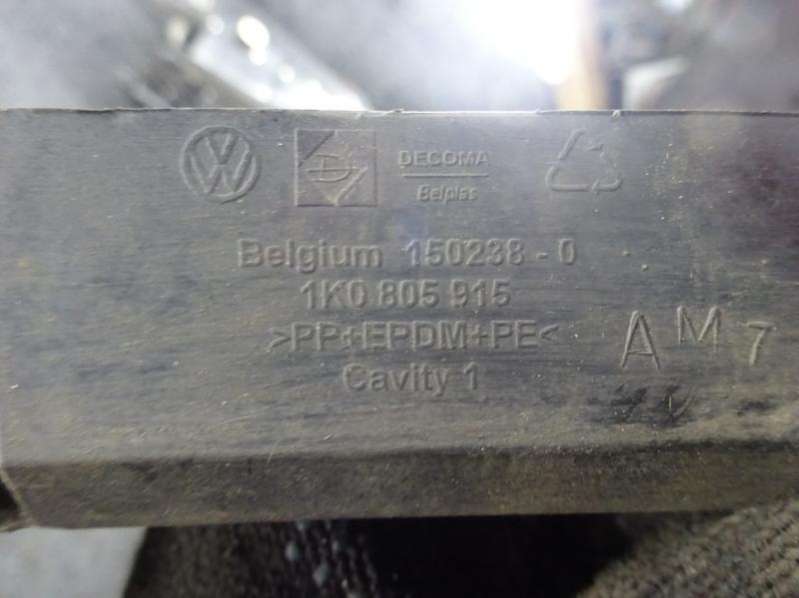 DECOMA
Belplas
Belgium 150238 - 0
1K0 805 915
>PP+EPDM+PE<
Cavity 1
AM7